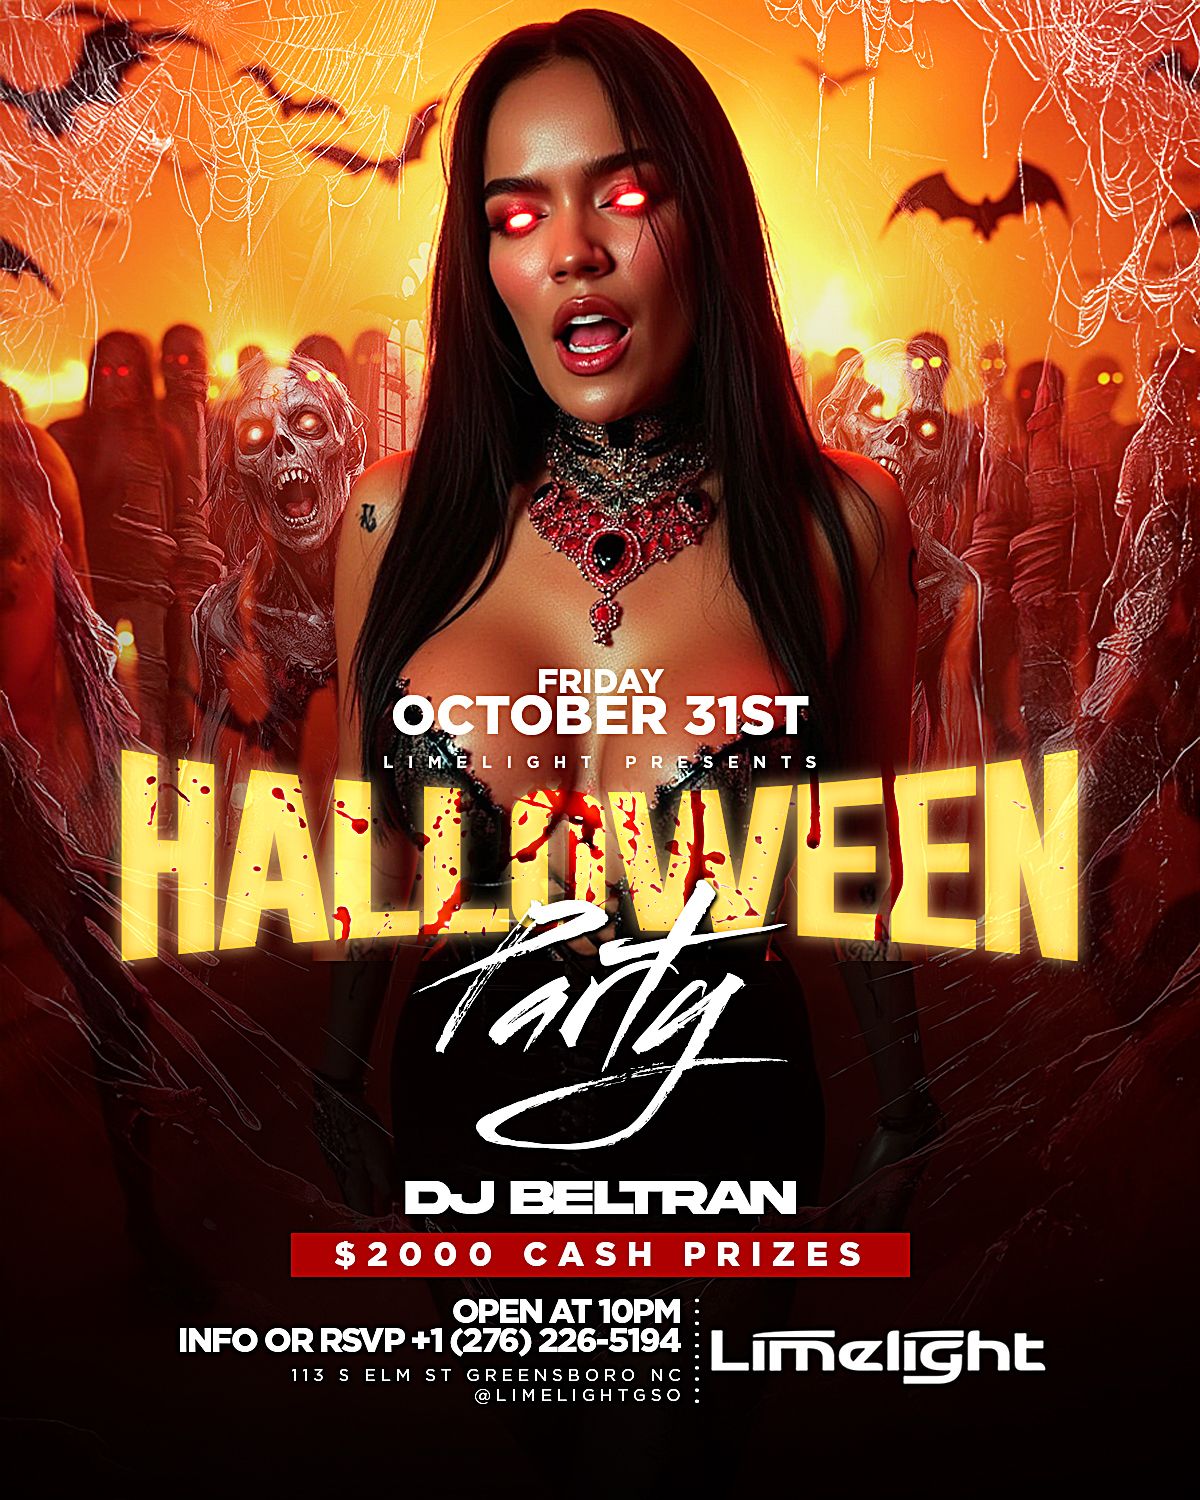 FRIDAY
OCTOBER 31ST
LIMELIGHT PRESENTS
HALLOWEEN
Party
DJ BELTRAN
$2000 CASH PRIZES
OPEN AT 10PM
INFO OR RSVP +1 (276) 226-5194
113 S ELM ST GREENSBORO NC
@LIMELIGHTGSO
Limelight